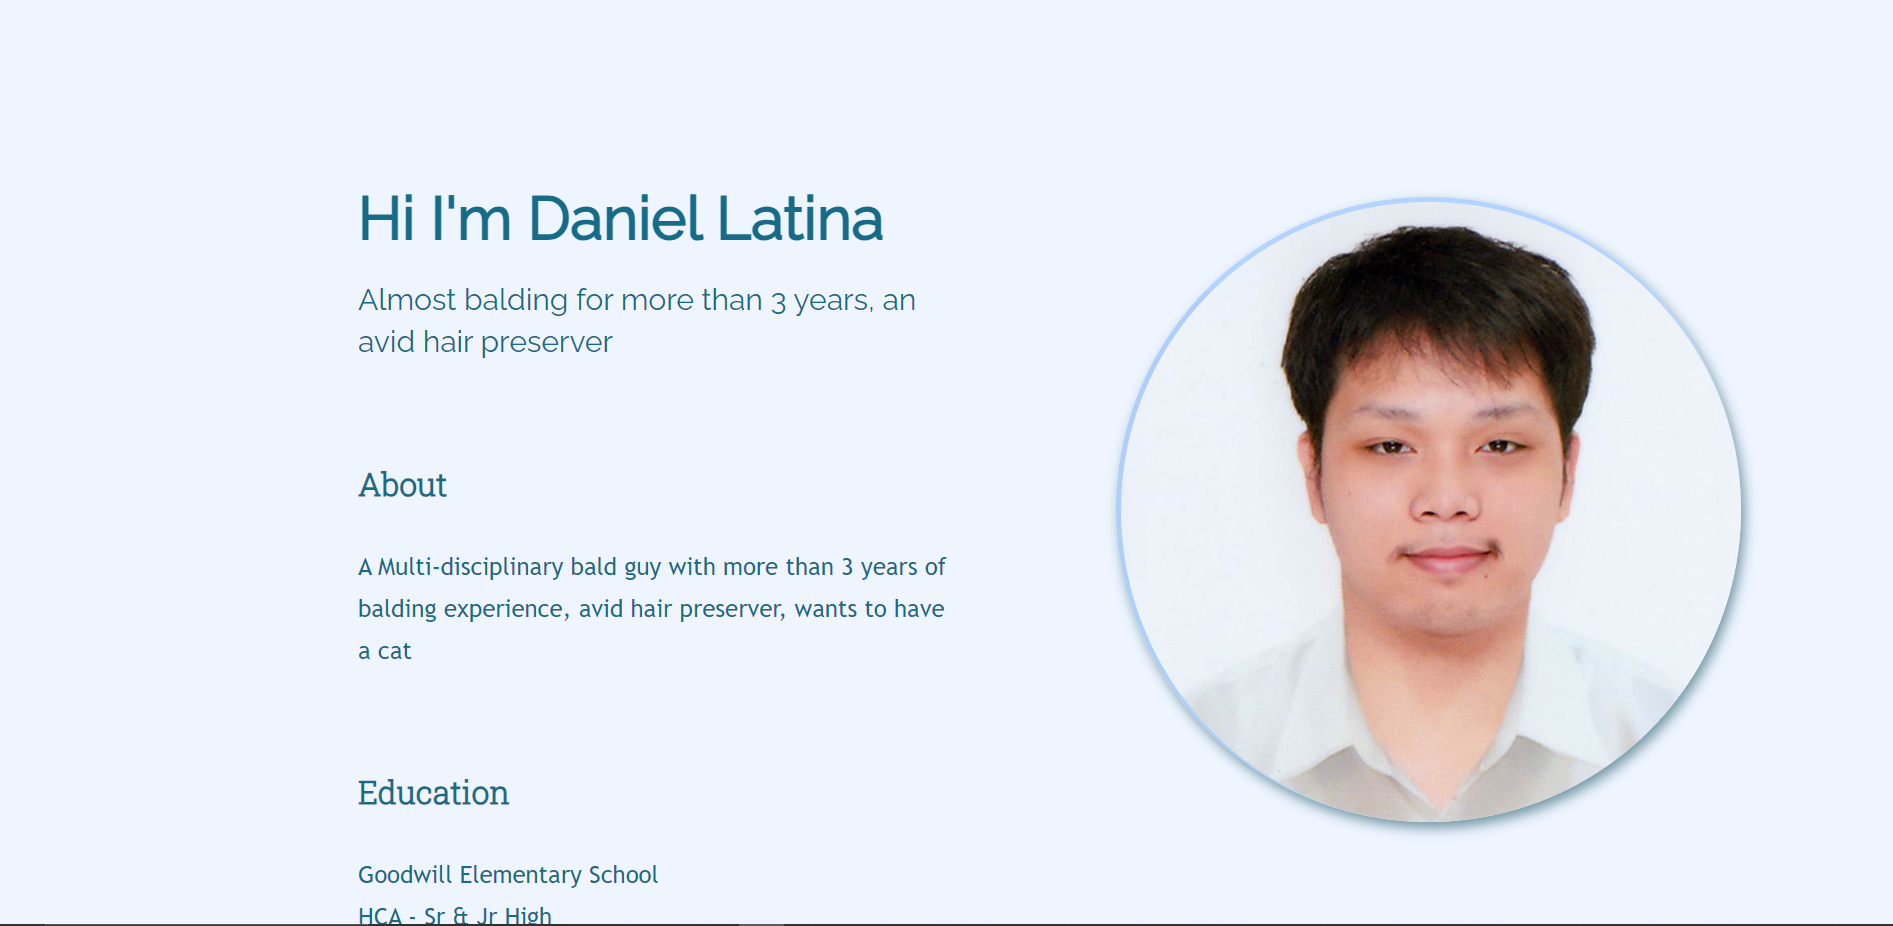 Hi I'm Daniel Latina
Almost balding for more than 3 years, an
avid hair preserver
About
A Multi-disciplinary bald guy with more than 3 years of
balding experience, avid hair preserver, wants to have
a cat
Education
Goodwill Elementary School
HCA - Sr & Jr High